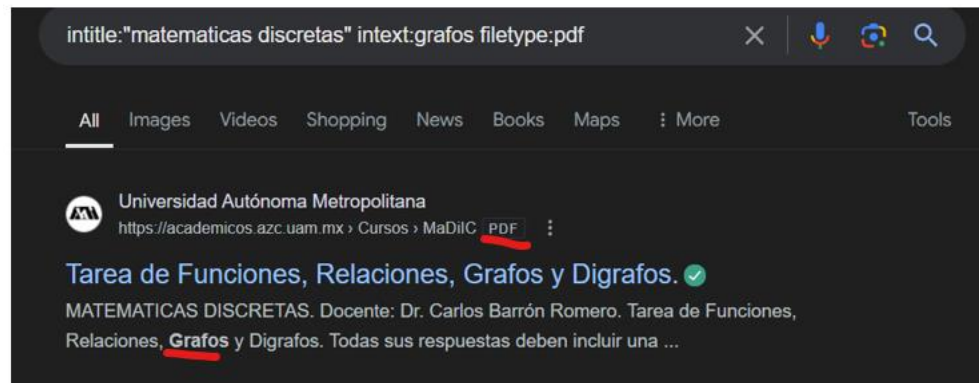 intitle:"matematicas discretas" intext:grafos filetype:pdf
All Images Videos Shopping News Books Maps More Tools
Universidad Autónoma Metropolitana
https://academicos.azc.uam.mx › Cursos › MaDiIC PDF
Tarea de Funciones, Relaciones, Grafos y Digrafos.
MATEMATICAS DISCRETAS. Docente: Dr. Carlos Barrón Romero. Tarea de Funciones,
Relaciones, Grafos y Digrafos. Todas sus respuestas deben incluir una ...